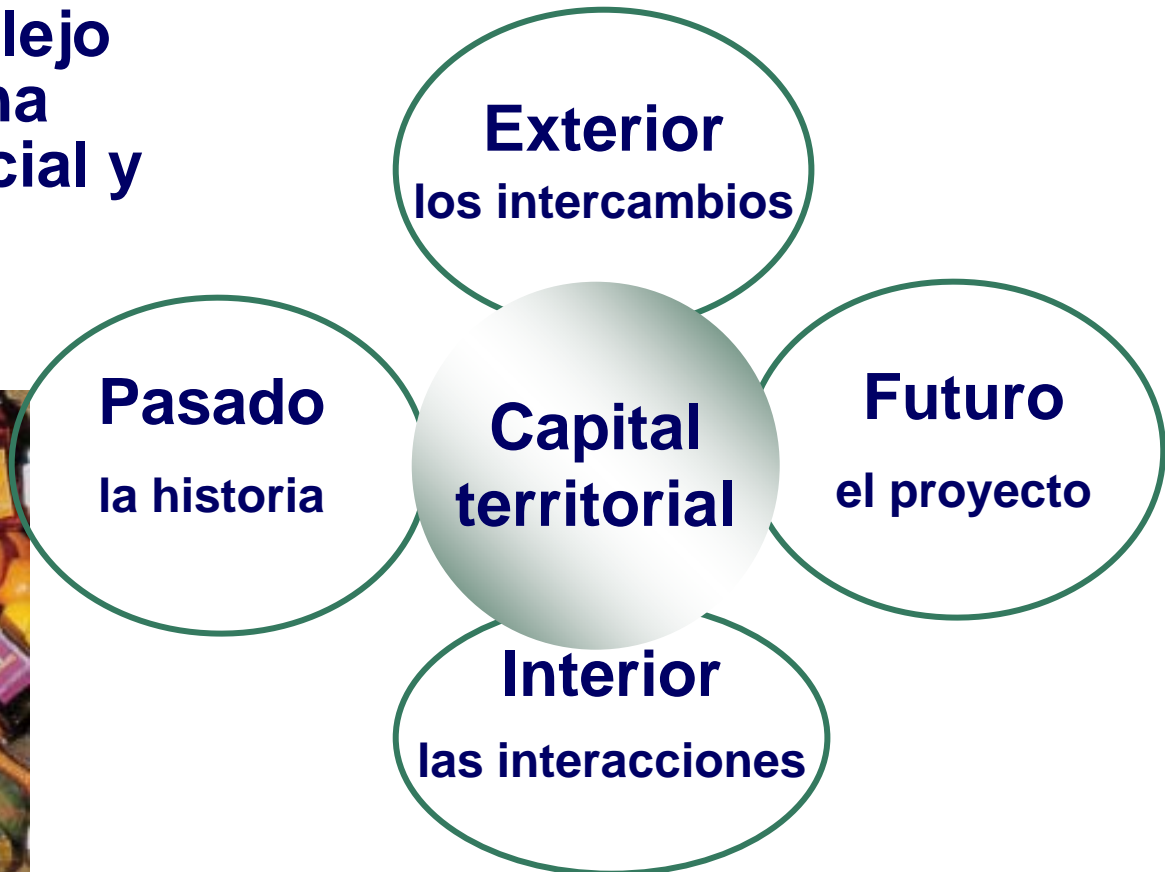 lejo
na
cial y
Exterior
los intercambios
Pasado
la historia
Capital
territorial
Futuro
el proyecto
Interior
las interacciones